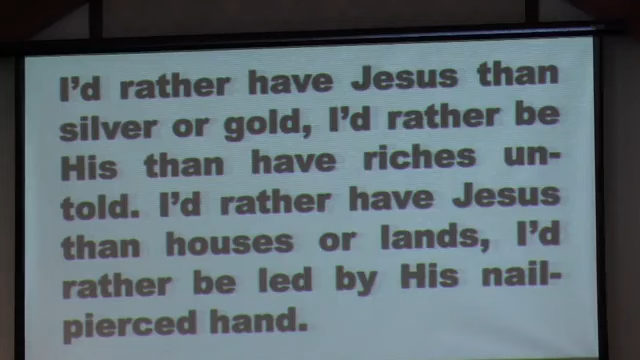 I'd rather have Jesus than
silver or gold, I'd rather be
His than have riches un-
told. I'd rather have Jesus
than houses or lands, I'd
rather be led by His nail-
pierced hand.